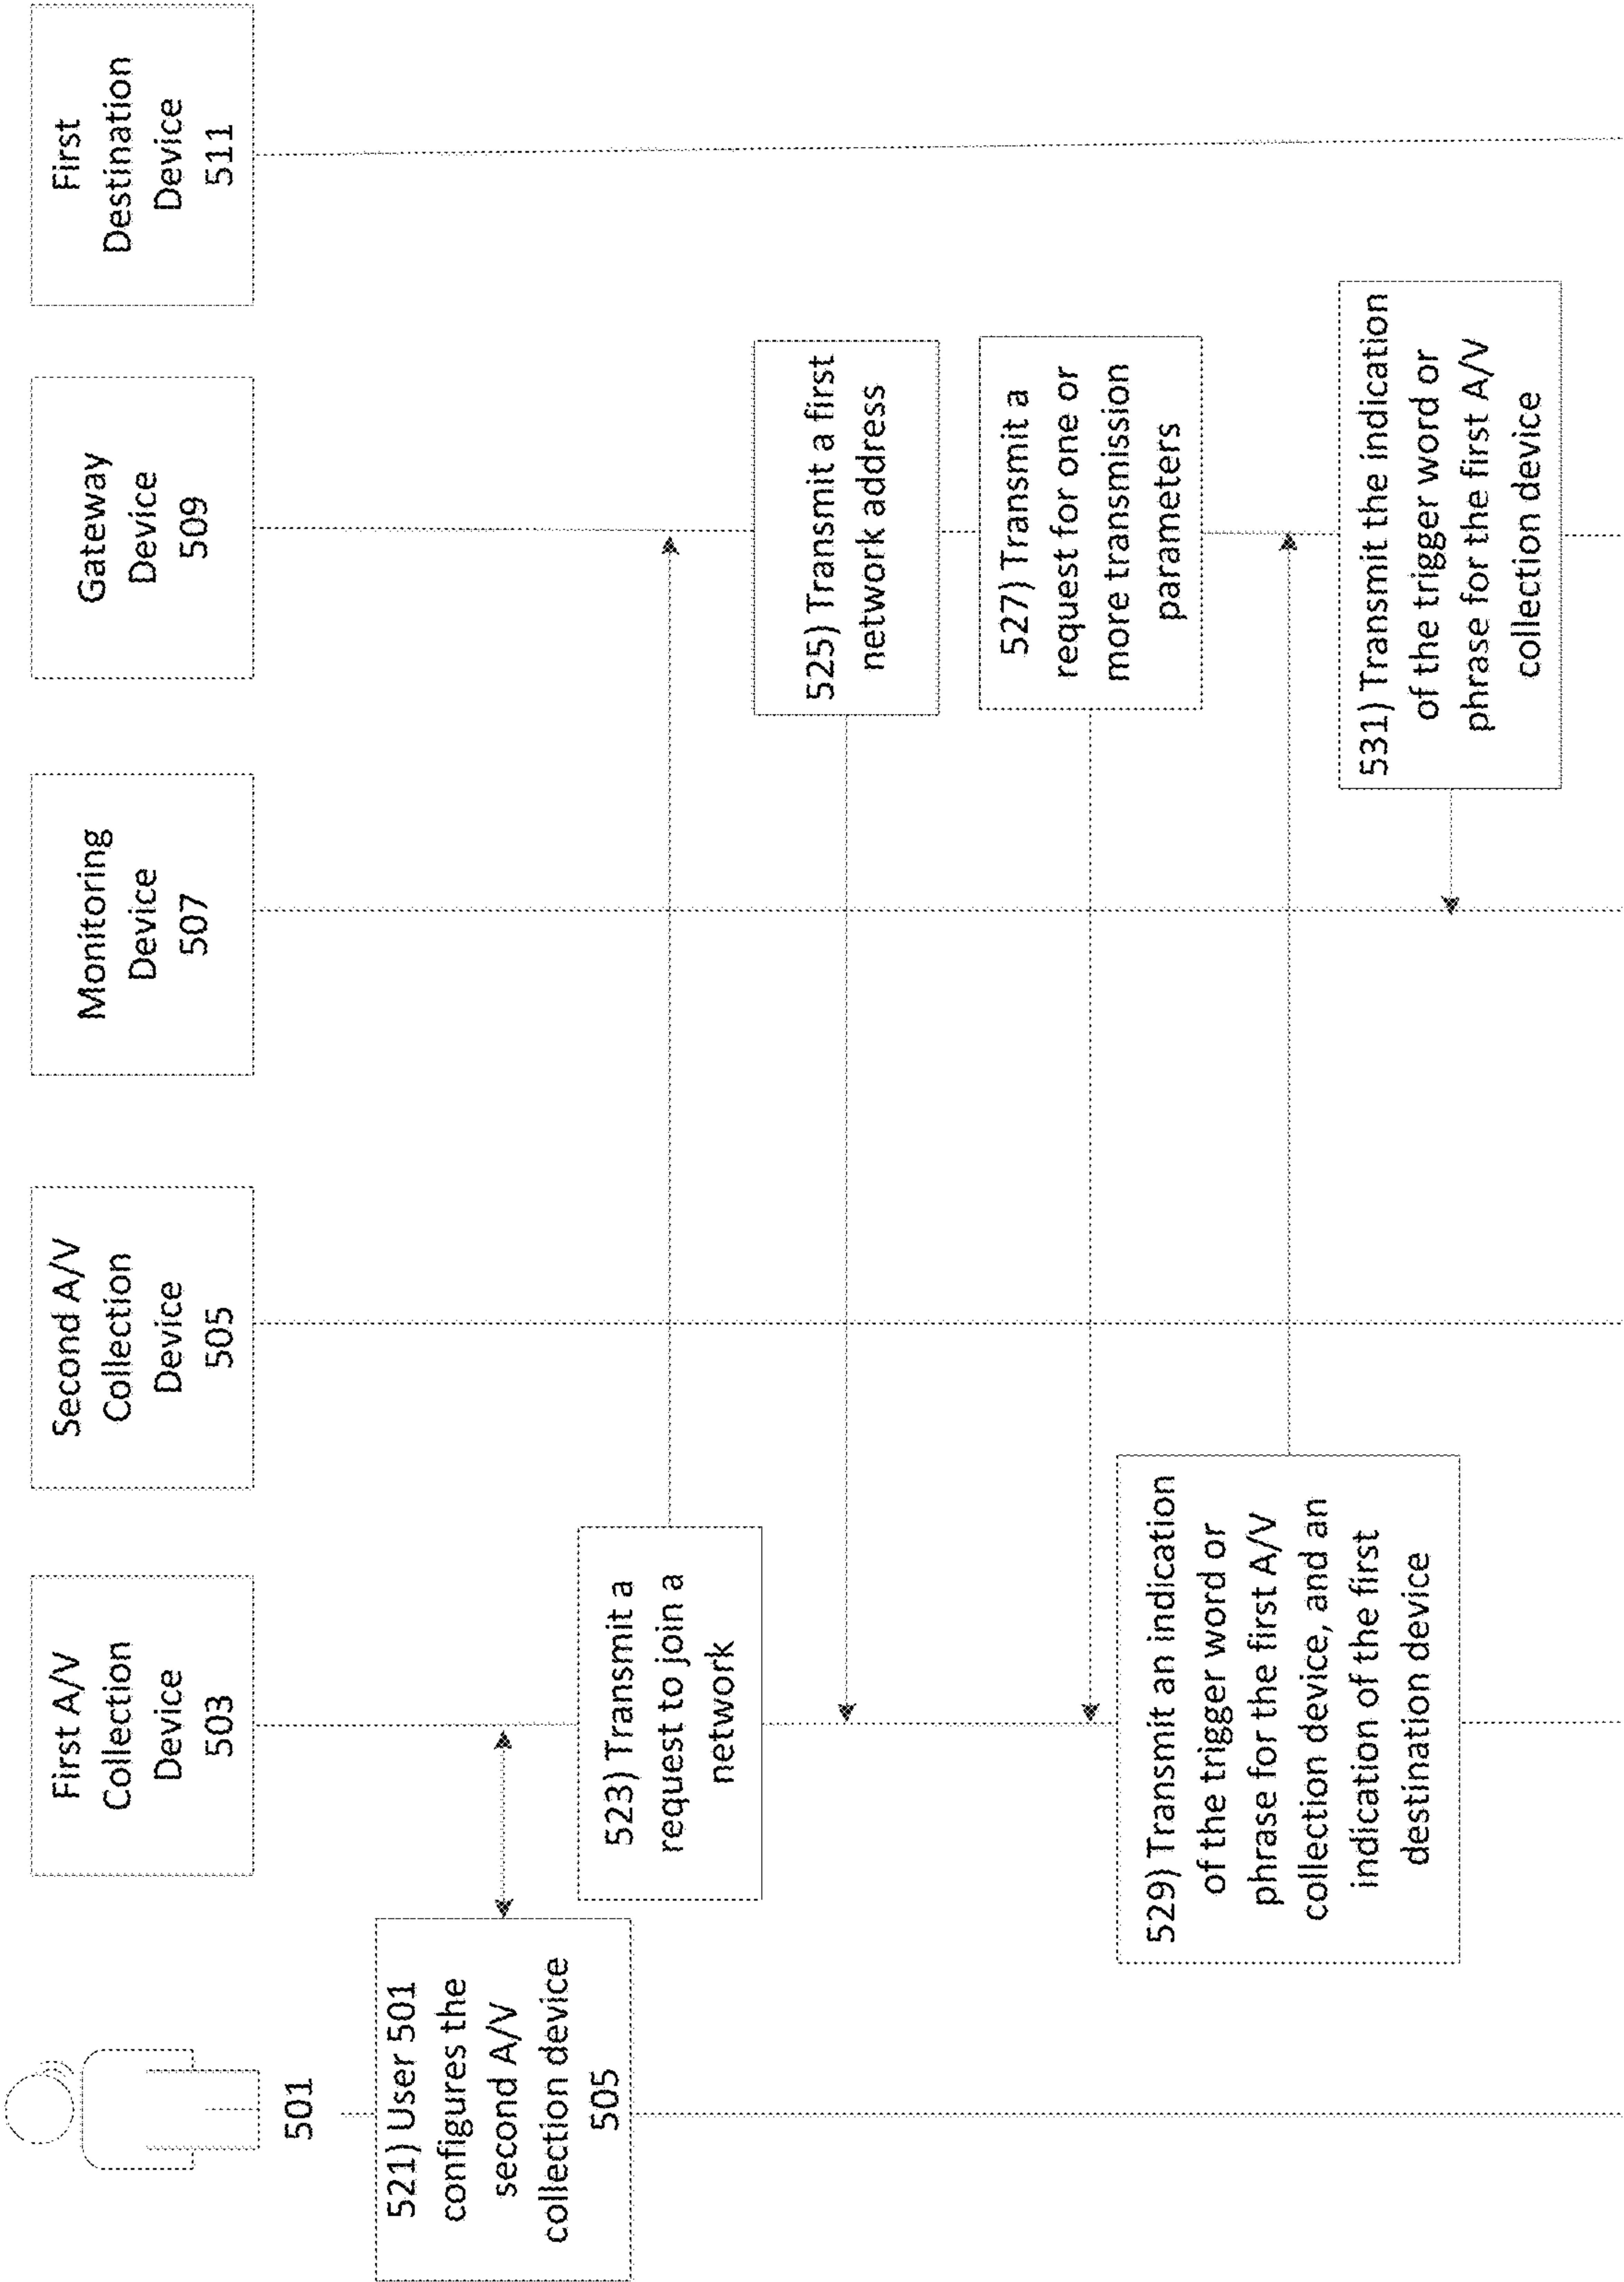 501
First A/V
Collection
Device
503
Second A/V
Collection
Device
505
Monitoring
Device
507
Gateway
Device
509
First
Destination
Device
511
521) User 501
configures the
second A/V
collection device
505
523) Transmit a
request to join a
network
525) Transmit a first
network address
527) Transmit a
request for one or
more transmission
parameters
529) Transmit an indication
of the trigger word or
phrase for the first A/V
collection device, and an
indication of the first
destination device
531) Transmit the indication
of the trigger word or
phrase for the first A/V
collection device